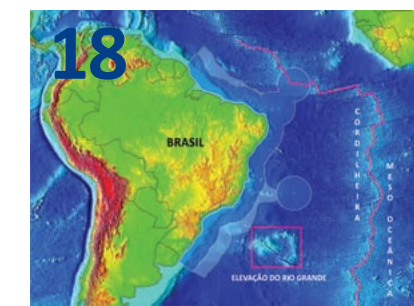 18
BRASIL
CORDILHEIRA
MESO OCEÂNICA
ELEVAÇÃO DO RIO GRANDE